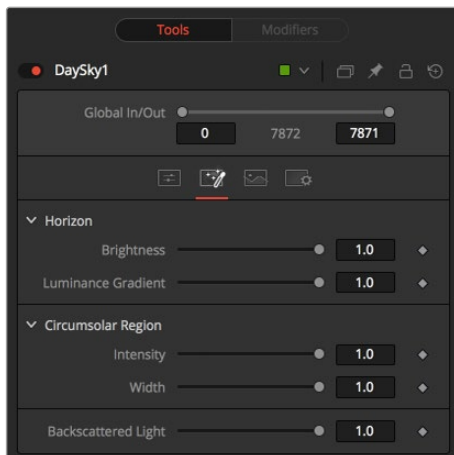 Tools Modifiers
DaySky1
Global In/Out
0 7872 7871
Horizon
Brightness 1.0
Luminance Gradient 1.0
Circumsolar Region
Intensity 1.0
Width 1.0
Backscattered Light 1.0